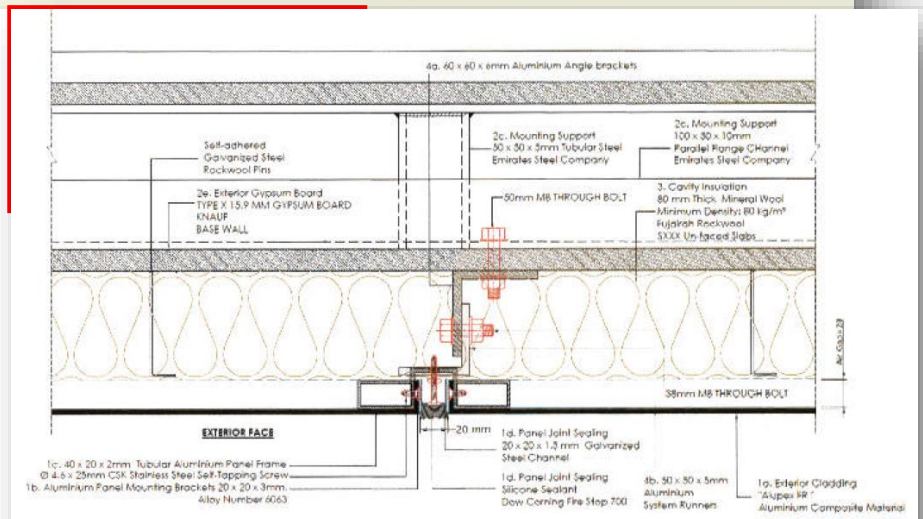 4a. 60 x 60 x 6mm Aluminium Angle brackets
Self-adhered
Galvanized Steel
Rockwool Pins
2c. Mounting Support
50 x 50 x 5mm Tubular Steel
Emirates Steel Company
2c. Mounting Support
100 x 50 x 10mm
Parallel Flange CHannel
Emirates Steel Company
2e. Exterior Gypsum Board
TYPE X 15.9 MM GYPSUM BOARD
KNAUF
BASE WALL
50mm M8 THROUGH BOLT
3. Cavity Insulation
80 mm Thick Mineral Wool
Minimum Density: 80 kg/m³
Fujairah Rockwool
SXXX Un-faced Slabs
Air Gap
38mm M8 THROUGH BOLT
EXTERIOR FACE
20 mm
1d. Panel Joint Sealing
20 x 20 x 1.5 mm Galvanized
Steel Channel
1c. 40 x 20 x 2mm Tubular Aluminium Panel Frame
Ø 4.6 x 25mm CSK Stainless Steel Self-Tapping Screw
1b. Aluminium Panel Mounting Brackets 20 x 20 x 3mm.
Alloy Number 6063
1d. Panel Joint Sealing
Silicone Sealant
Dow Corning Fire Stop 700
4b. 50 x 50 x 5mm
Aluminium
System Runners
1a. Exterior Cladding
"Alupex FR"
Aluminium Composite Material